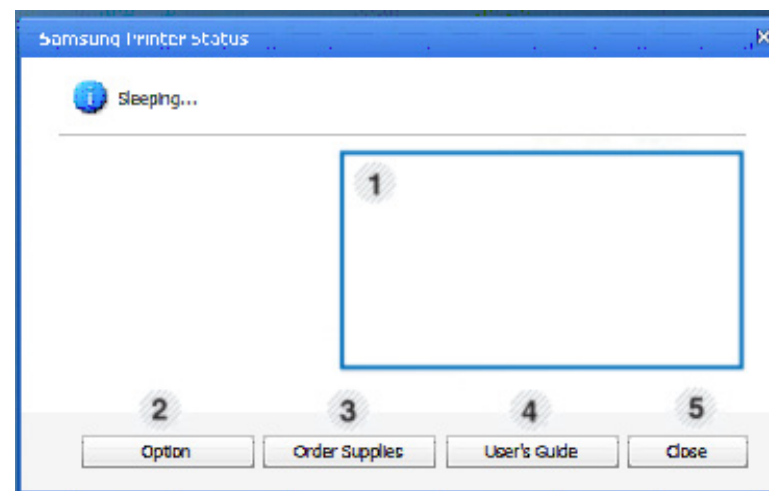 Samsung Printer Status
Sleeping...
1
2 3 4 5
Option Order Supplies User's Guide Close